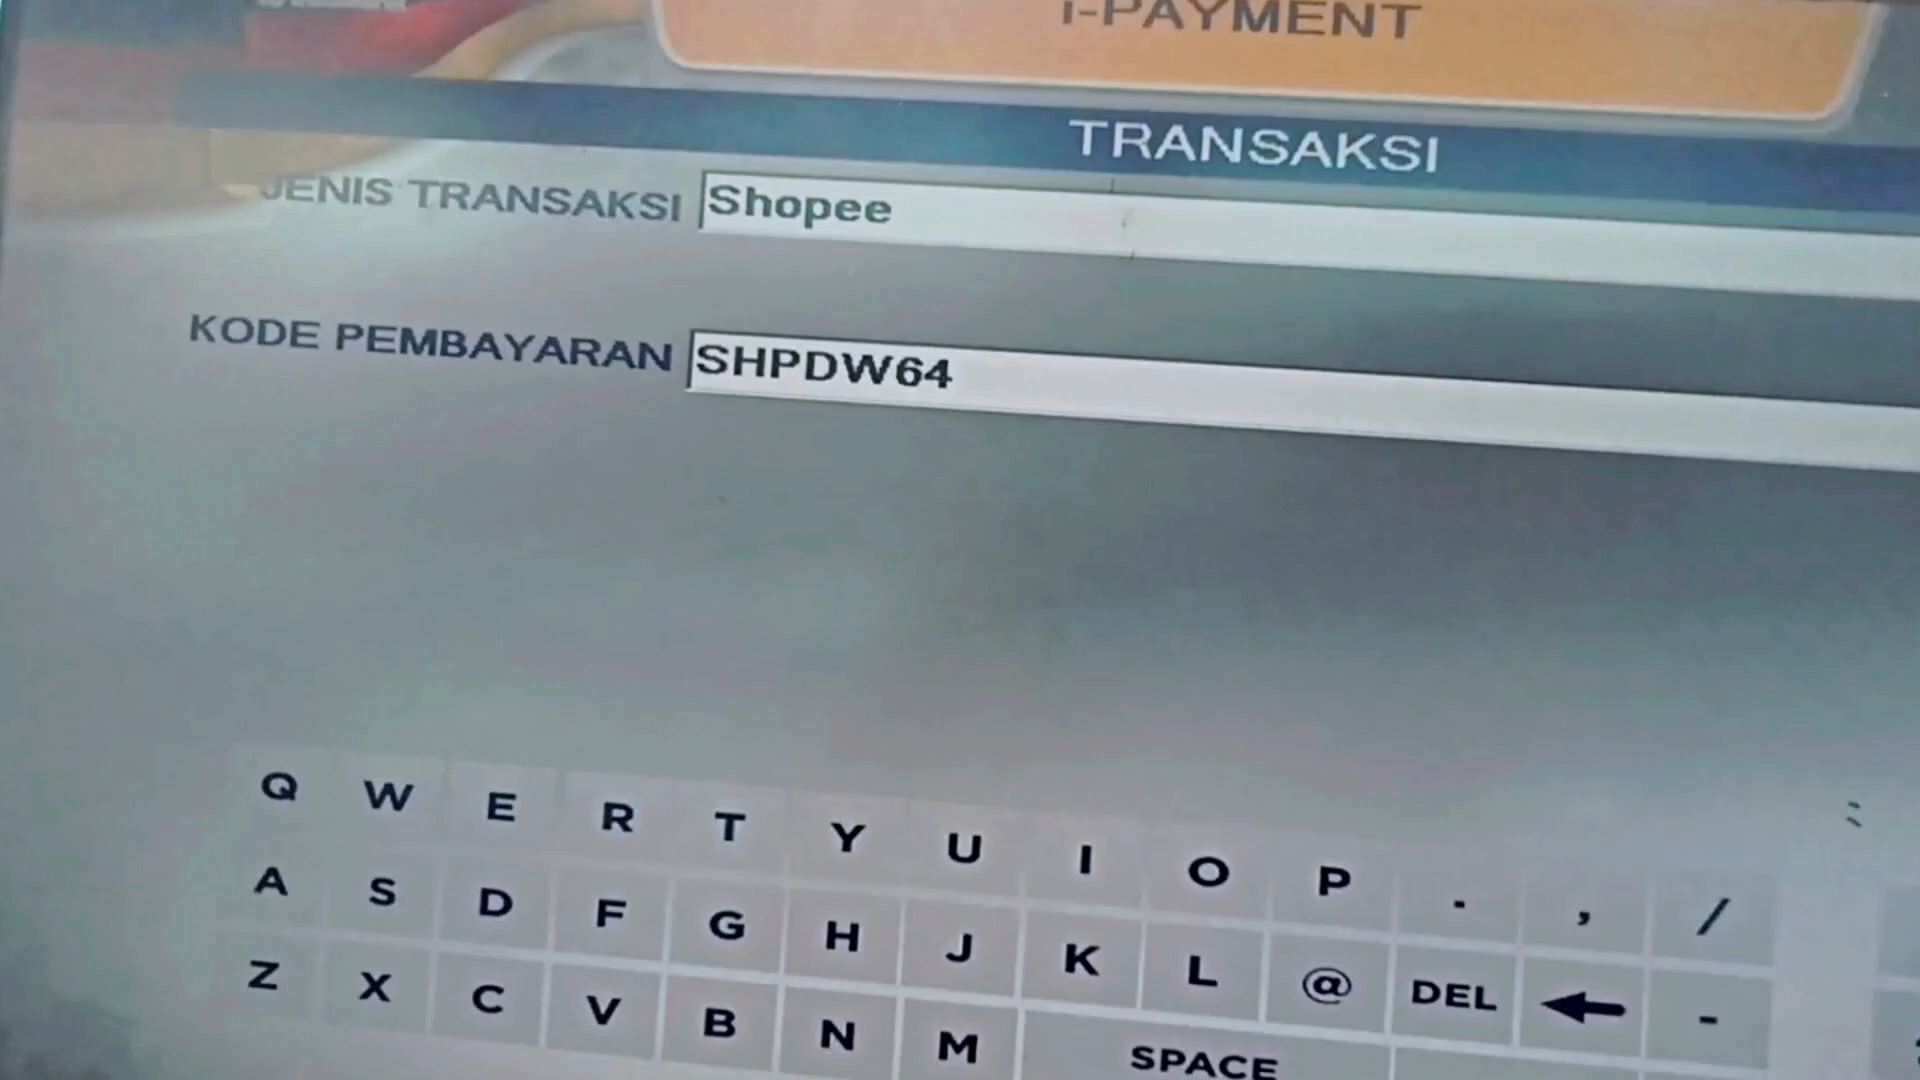 i-PAYMENT
TRANSAKSI
JENIS TRANSAKSI Shopee
KODE PEMBAYARAN SHPDW64
Q W E R T Y U I O P . , /
A S D F G H J K L @ DEL ← -
Z X C V B N M SPACE